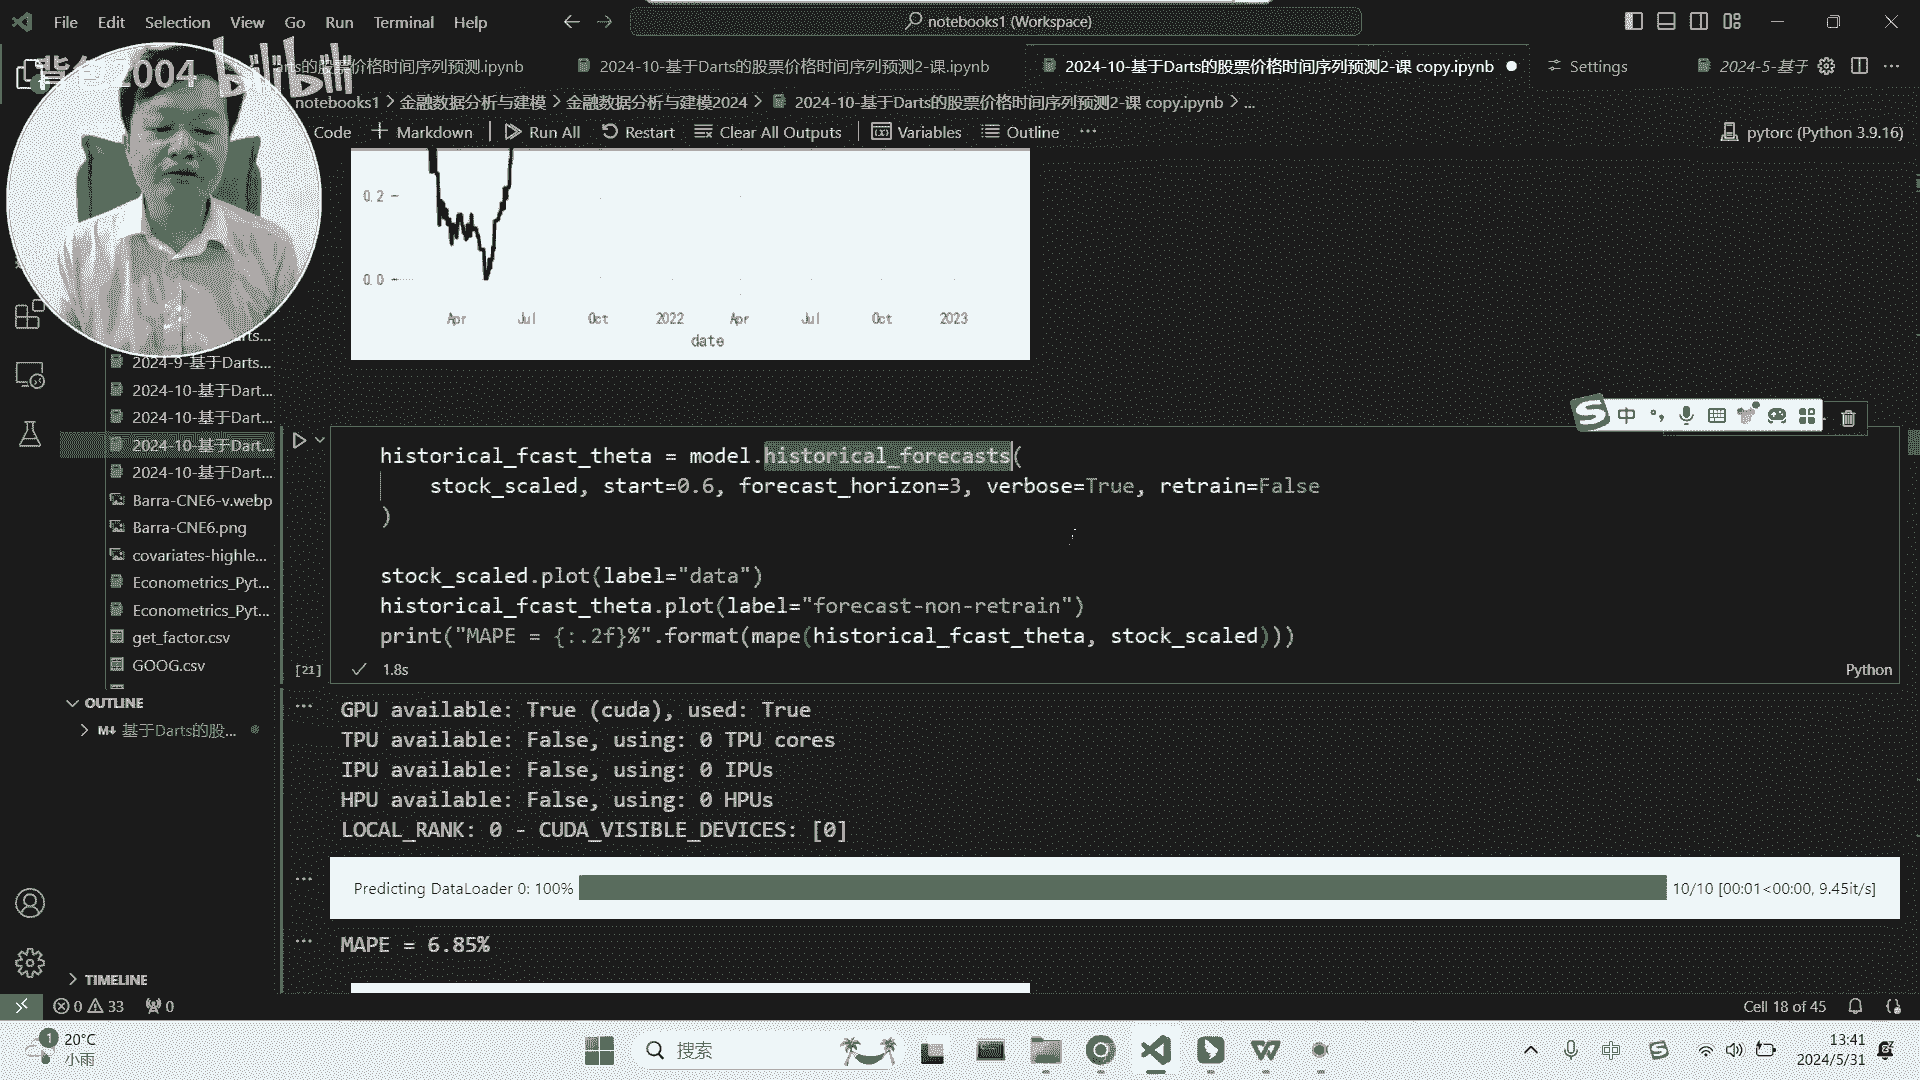 File Edit Selection View Go Run Terminal Help
notebooks1 (Workspace)
背包2004 bilibili
的股票价格时间序列预测.ipynb
2024-10-基于Darts的股票价格时间序列预测2-课.ipynb
2024-10-基于Darts的股票价格时间序列预测2-课 copy.ipynb
Settings
2024-5-基于
notebooks1 > 金融数据分析与建模 > 金融数据分析与建模2024 > 2024-10-基于Darts的股票价格时间序列预测2-课 copy.ipynb > ...
Code + Markdown Run All Restart Clear All Outputs Variables Outline ...
pytorc (Python 3.9.16)
0.2
0.0
Apr Jul Oct 2022 Apr Jul Oct 2023
date
2024-9-基于Darts...
2024-10-基于Dart...
2024-10-基于Dart...
2024-10-基于Dart...
2024-10-基于Dart...
Barra-CNE6-v.webp
Barra-CNE6.png
covariates-highle...
Econometrics_Pyt...
Econometrics_Pyt...
get_factor.csv
GOOG.csv
OUTLINE
M↓ 基于Darts的股...
TIMELINE
中
historical_fcast_theta = model.historical_forecasts(
stock_scaled, start=0.6, forecast_horizon=3, verbose=True, retrain=False
)
stock_scaled.plot(label="data")
historical_fcast_theta.plot(label="forecast-non-retrain")
print("MAPE = {:.2f}%".format(mape(historical_fcast_theta, stock_scaled)))
[21] 1.8s Python
GPU available: True (cuda), used: True
TPU available: False, using: 0 TPU cores
IPU available: False, using: 0 IPUs
HPU available: False, using: 0 HPUs
LOCAL_RANK: 0 - CUDA_VISIBLE_DEVICES: [0]
Predicting DataLoader 0: 100% 10/10 [00:01<00:00, 9.45it/s]
MAPE = 6.85%
0 33 0
Cell 18 of 45
1 20°C
小雨
搜索
中
13:41
2024/5/31